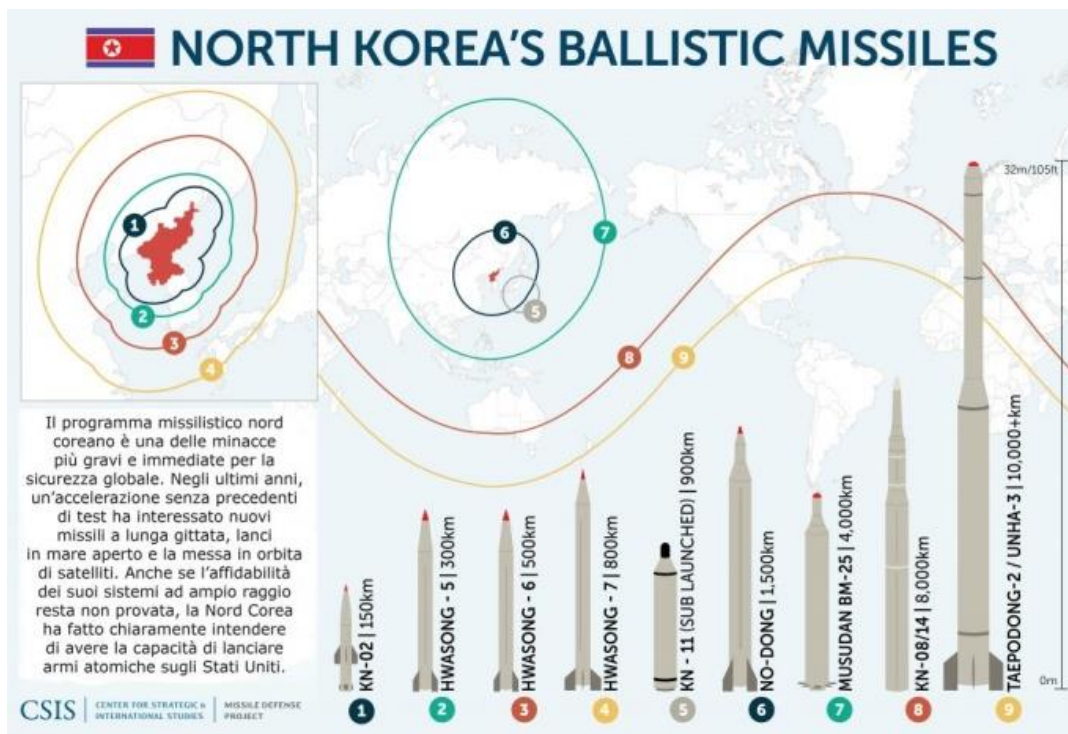 NORTH KOREA'S BALLISTIC MISSILES
1
2
3
4
5
6
7
8
9
32m/105ft
0m
Il programma missilistico nord
coreano è una delle minacce
più gravi e immediate per la
sicurezza globale. Negli ultimi anni,
un'accelerazione senza precedenti
di test ha interessato nuovi
missili a lunga gittata, lanci
in mare aperto e la messa in orbita
di satelliti. Anche se l'affidabilità
dei suoi sistemi ad ampio raggio
resta non provata, la Nord Corea
ha fatto chiaramente intendere
di avere la capacità di lanciare
armi atomiche sugli Stati Uniti.
KN-02 | 150km
HWASONG - 5 | 300km
HWASONG - 6 | 500km
HWASONG - 7 | 800km
KN - 11 (SUB LAUNCHED) | 900km
NO-DONG | 1,500km
MUSUDAN BM-25 | 4,000km
KN-08/14 | 8,000km
TAEPODONG-2 / UNHA-3 | 10,000+km
1
2
3
4
5
6
7
8
9
CSIS
CENTER FOR STRATEGIC &
INTERNATIONAL STUDIES
MISSILE DEFENSE
PROJECT